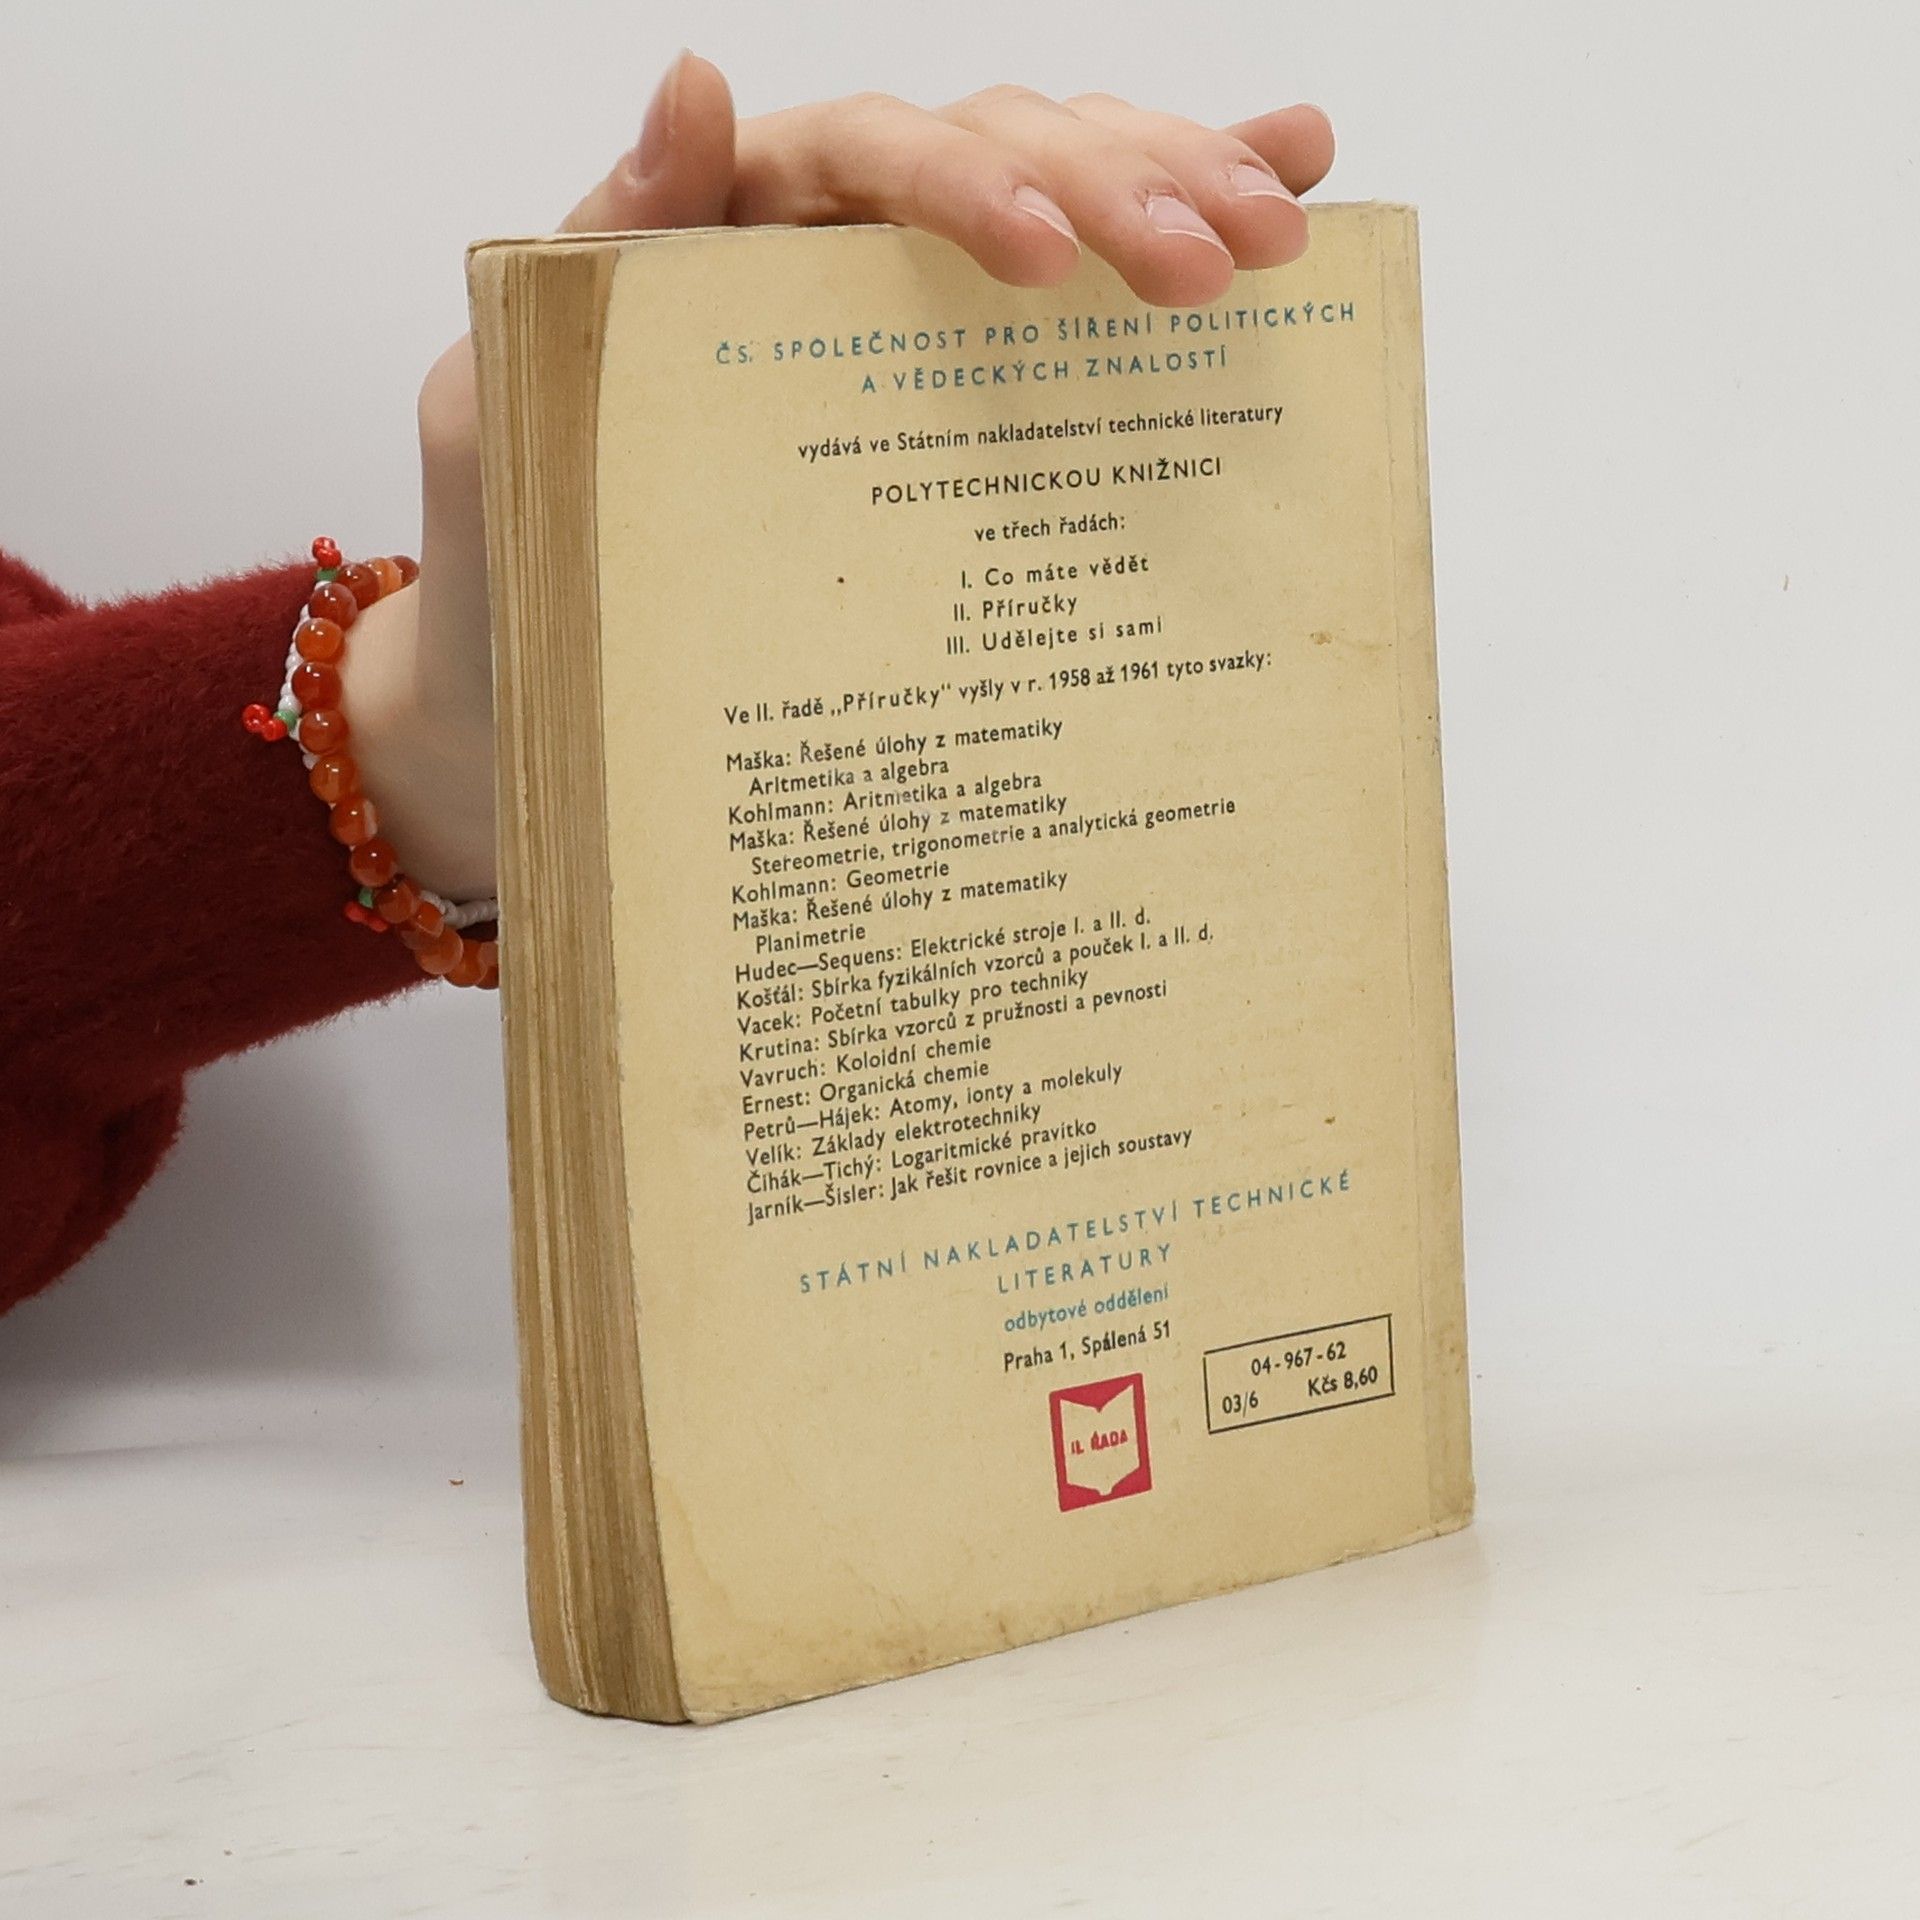 ČS. SPOLEČNOST PRO ŠÍŘENÍ POLITICKÝCH
A VĚDECKÝCH ZNALOSTÍ
vydává ve Státním nakladatelství technické literatury
POLYTECHNICKOU KNIŽNICI
ve třech řadách:
I. Co máte vědět
II. Příručky
III. Udělejte si sami
Ve II. řadě „Příručky“ vyšly v r. 1958 až 1961 tyto svazky:
Maška: Řešené úlohy z matematiky
Aritmetika a algebra
Kohlmann: Aritmetika a algebra
Maška: Řešené úlohy z matematiky
Stereometrie, trigonometrie a analytická geometrie
Kohlmann: Geometrie
Maška: Řešené úlohy z matematiky
Planimetrie
Hudec—Sequens: Elektrické stroje I. a II. d.
Košťál: Sbírka fyzikálních vzorců a pouček I. a II. d.
Vacek: Početní tabulky pro techniky
Krutina: Sbírka vzorců z pružnosti a pevnosti
Vavruch: Koloidní chemie
Ernest: Organická chemie
Petrů—Hájek: Atomy, ionty a molekuly
Velík: Základy elektrotechniky
Čihák—Tichý: Logaritmické pravítko
Jarník—Šisler: Jak řešit rovnice a jejich soustavy
STÁTNÍ NAKLADATELSTVÍ TECHNICKÉ
LITERATURY
odbytové oddělení
Praha 1, Spálená 51
04-967-62
03/6 Kčs 8,60
II. ŘADA